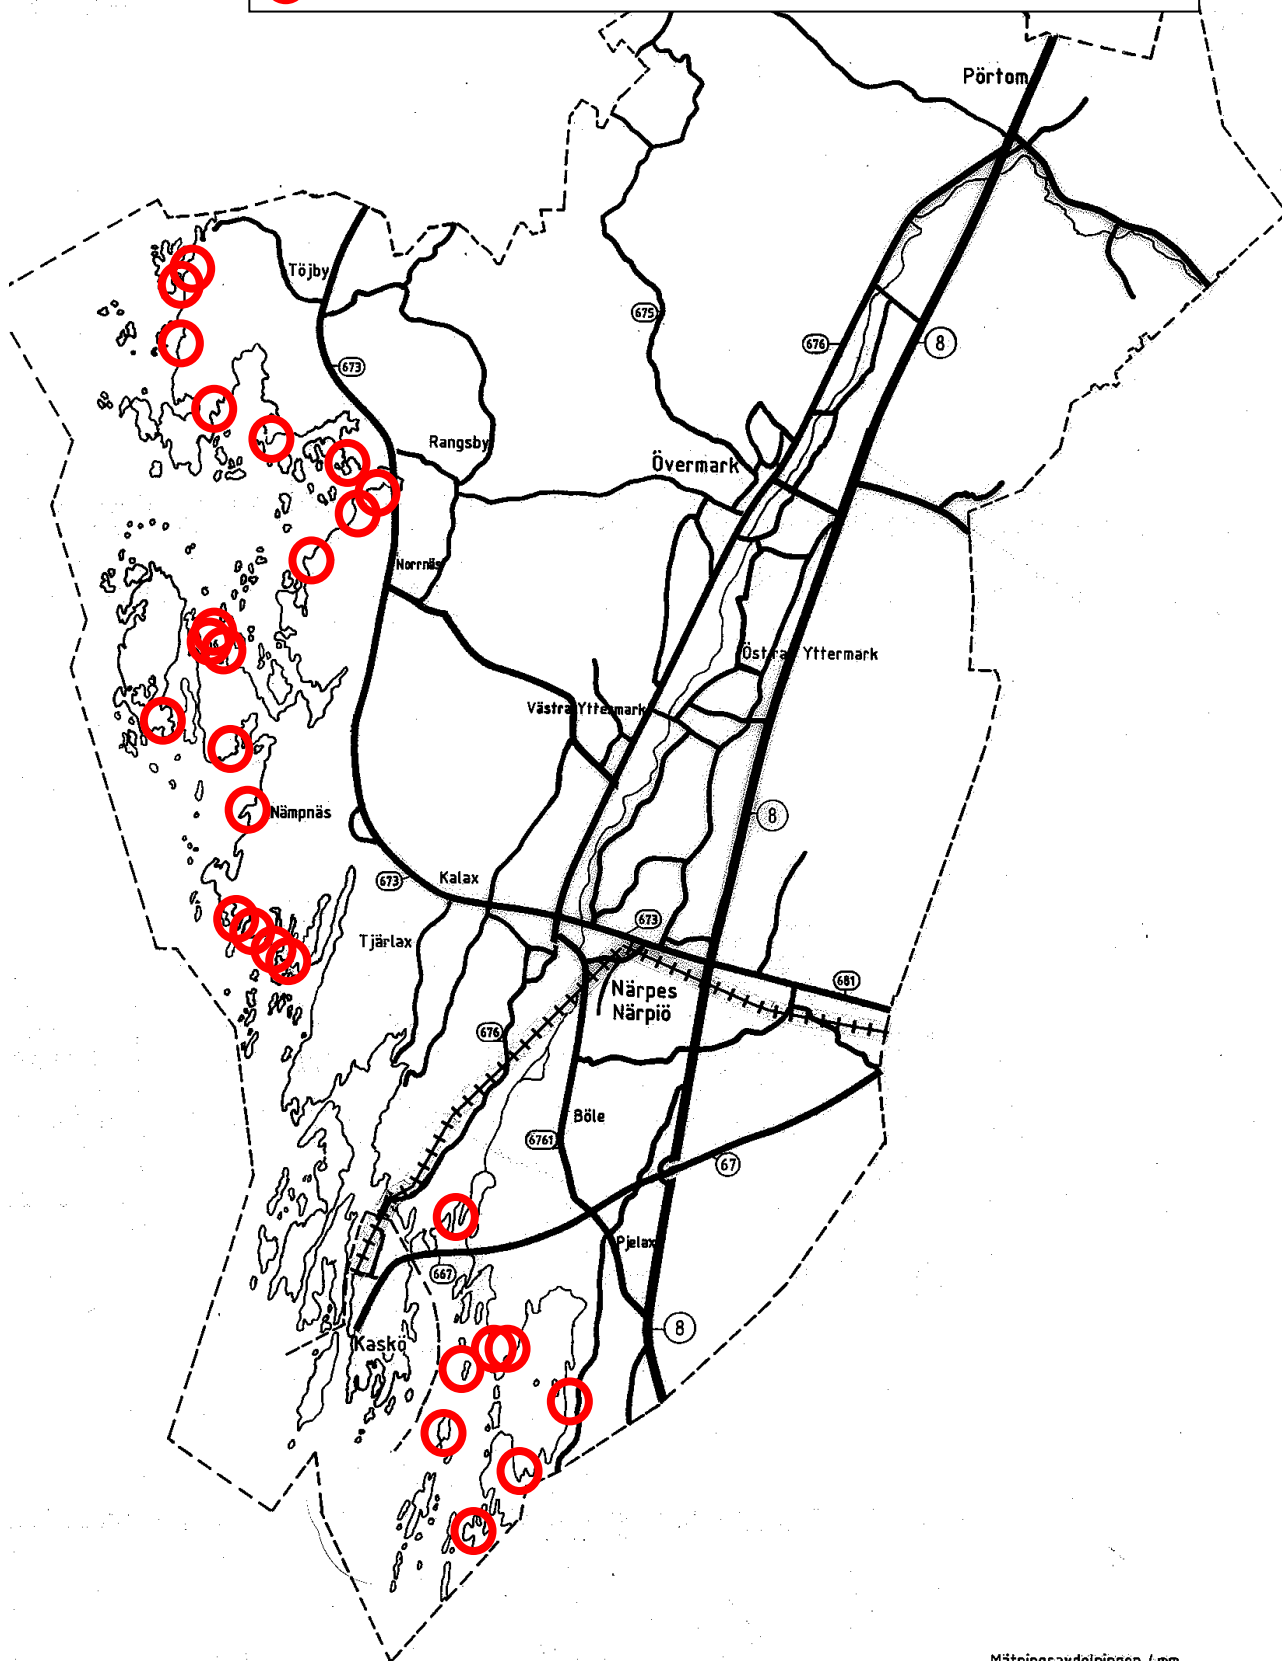 Pörtom
Töjby
675
676
8
673
Rangsby
Övermark
Norrnäs
Östra Yttermark
Västra Yttermark
Nämpnäs
8
673
Kalax
673
Tjärlax
681
Närpes
Närpiö
676
Böle
6761
67
Pjelax
667
8
Kaskö
Mätningsavdelningen